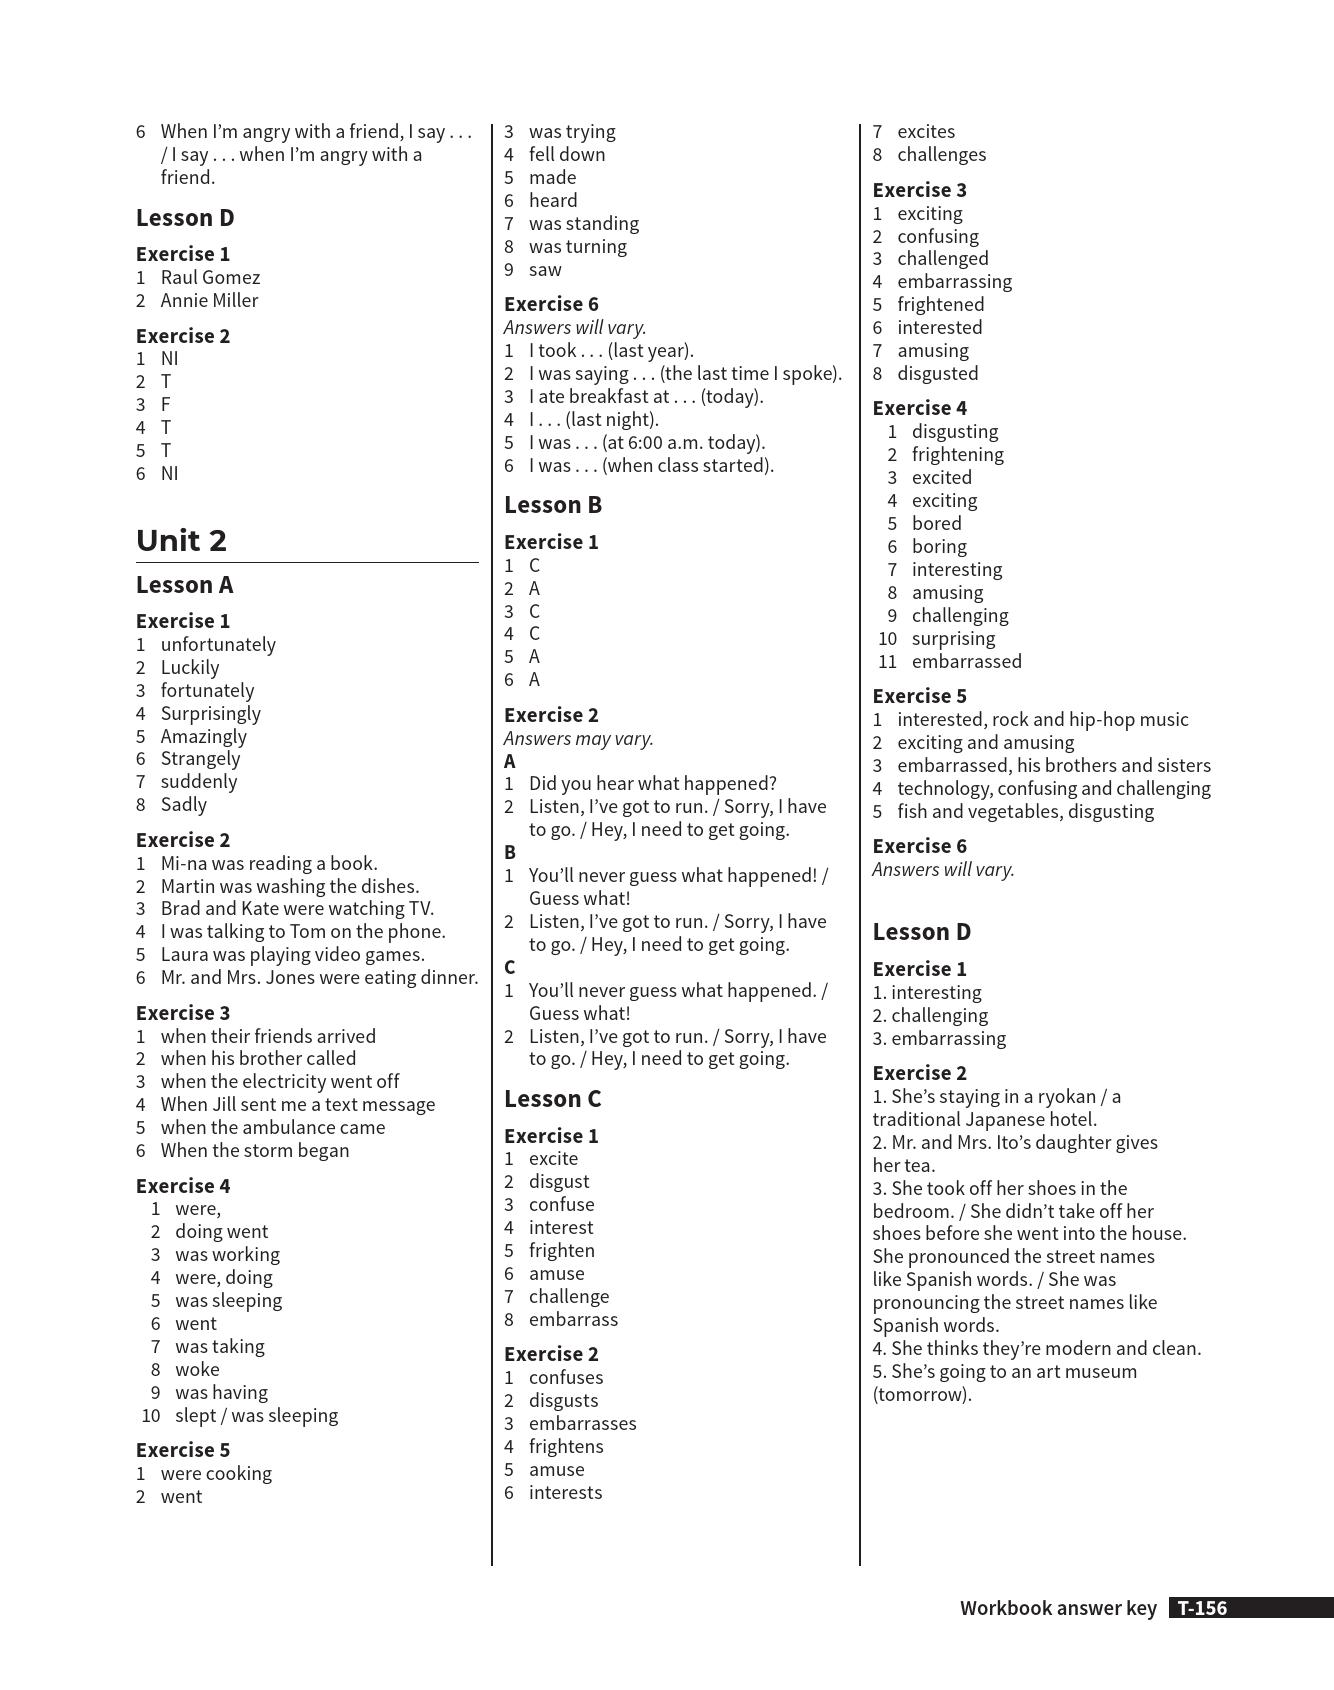 6 When I’m angry with a friend, I say . . .
/ I say . . . when I’m angry with a
friend.
Lesson D
Exercise 1
1 Raul Gomez
2 Annie Miller
Exercise 2
1 NI
2 T
3 F
4 T
5 T
6 NI
Unit 2
Lesson A
Exercise 1
1 unfortunately
2 Luckily
3 fortunately
4 Surprisingly
5 Amazingly
6 Strangely
7 suddenly
8 Sadly
Exercise 2
1 Mi-na was reading a book.
2 Martin was washing the dishes.
3 Brad and Kate were watching TV.
4 I was talking to Tom on the phone.
5 Laura was playing video games.
6 Mr. and Mrs. Jones were eating dinner.
Exercise 3
1 when their friends arrived
2 when his brother called
3 when the electricity went off
4 When Jill sent me a text message
5 when the ambulance came
6 When the storm began
Exercise 4
1 were,
2 doing went
3 was working
4 were, doing
5 was sleeping
6 went
7 was taking
8 woke
9 was having
10 slept / was sleeping
Exercise 5
1 were cooking
2 went
3 was trying
4 fell down
5 made
6 heard
7 was standing
8 was turning
9 saw
Exercise 6
Answers will vary.
1 I took . . . (last year).
2 I was saying . . . (the last time I spoke).
3 I ate breakfast at . . . (today).
4 I . . . (last night).
5 I was . . . (at 6:00 a.m. today).
6 I was . . . (when class started).
Lesson B
Exercise 1
1 C
2 A
3 C
4 C
5 A
6 A
Exercise 2
Answers may vary.
A
1 Did you hear what happened?
2 Listen, I’ve got to run. / Sorry, I have
to go. / Hey, I need to get going.
B
1 You’ll never guess what happened! /
Guess what!
2 Listen, I’ve got to run. / Sorry, I have
to go. / Hey, I need to get going.
C
1 You’ll never guess what happened. /
Guess what!
2 Listen, I’ve got to run. / Sorry, I have
to go. / Hey, I need to get going.
Lesson C
Exercise 1
1 excite
2 disgust
3 confuse
4 interest
5 frighten
6 amuse
7 challenge
8 embarrass
Exercise 2
1 confuses
2 disgusts
3 embarrasses
4 frightens
5 amuse
6 interests
7 excites
8 challenges
Exercise 3
1 exciting
2 confusing
3 challenged
4 embarrassing
5 frightened
6 interested
7 amusing
8 disgusted
Exercise 4
1 disgusting
2 frightening
3 excited
4 exciting
5 bored
6 boring
7 interesting
8 amusing
9 challenging
10 surprising
11 embarrassed
Exercise 5
1 interested, rock and hip-hop music
2 exciting and amusing
3 embarrassed, his brothers and sisters
4 technology, confusing and challenging
5 fish and vegetables, disgusting
Exercise 6
Answers will vary.
Lesson D
Exercise 1
1. interesting
2. challenging
3. embarrassing
Exercise 2
1. She’s staying in a ryokan / a
traditional Japanese hotel.
2. Mr. and Mrs. Ito’s daughter gives
her tea.
3. She took off her shoes in the
bedroom. / She didn’t take off her
shoes before she went into the house.
She pronounced the street names
like Spanish words. / She was
pronouncing the street names like
Spanish words.
4. She thinks they’re modern and clean.
5. She’s going to an art museum
(tomorrow).
Workbook answer key T-156